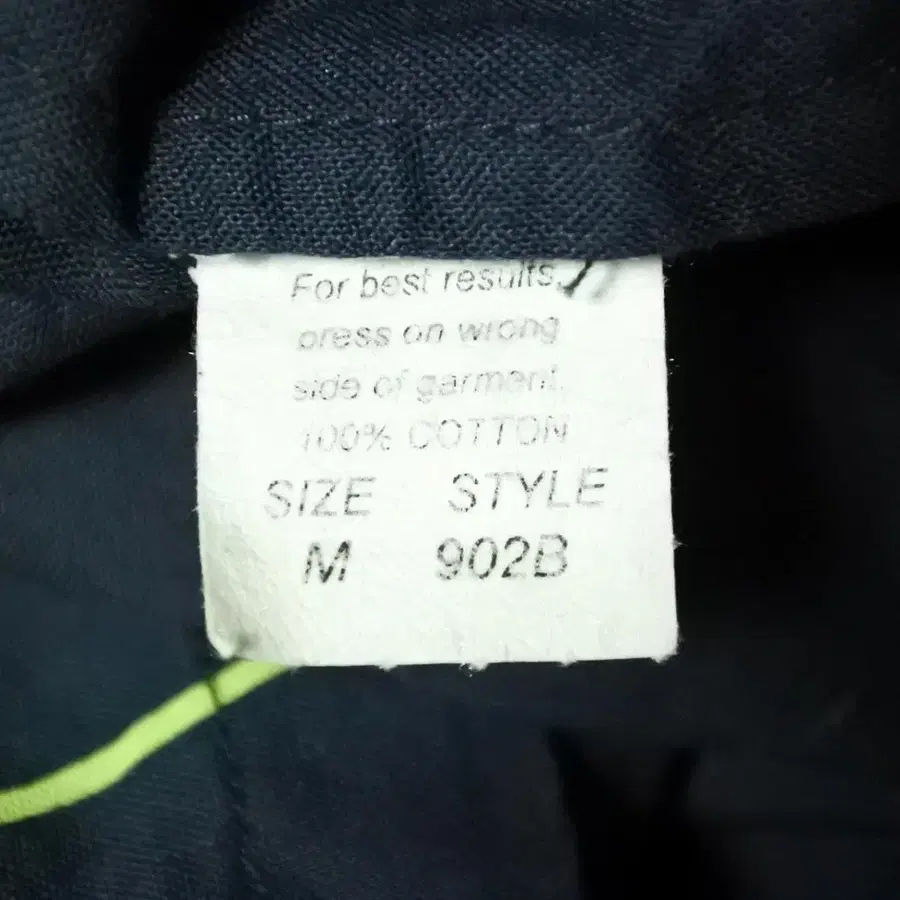 For best results,
press on wrong
side of garment.
100% COTTON
SIZE STYLE
M 902B